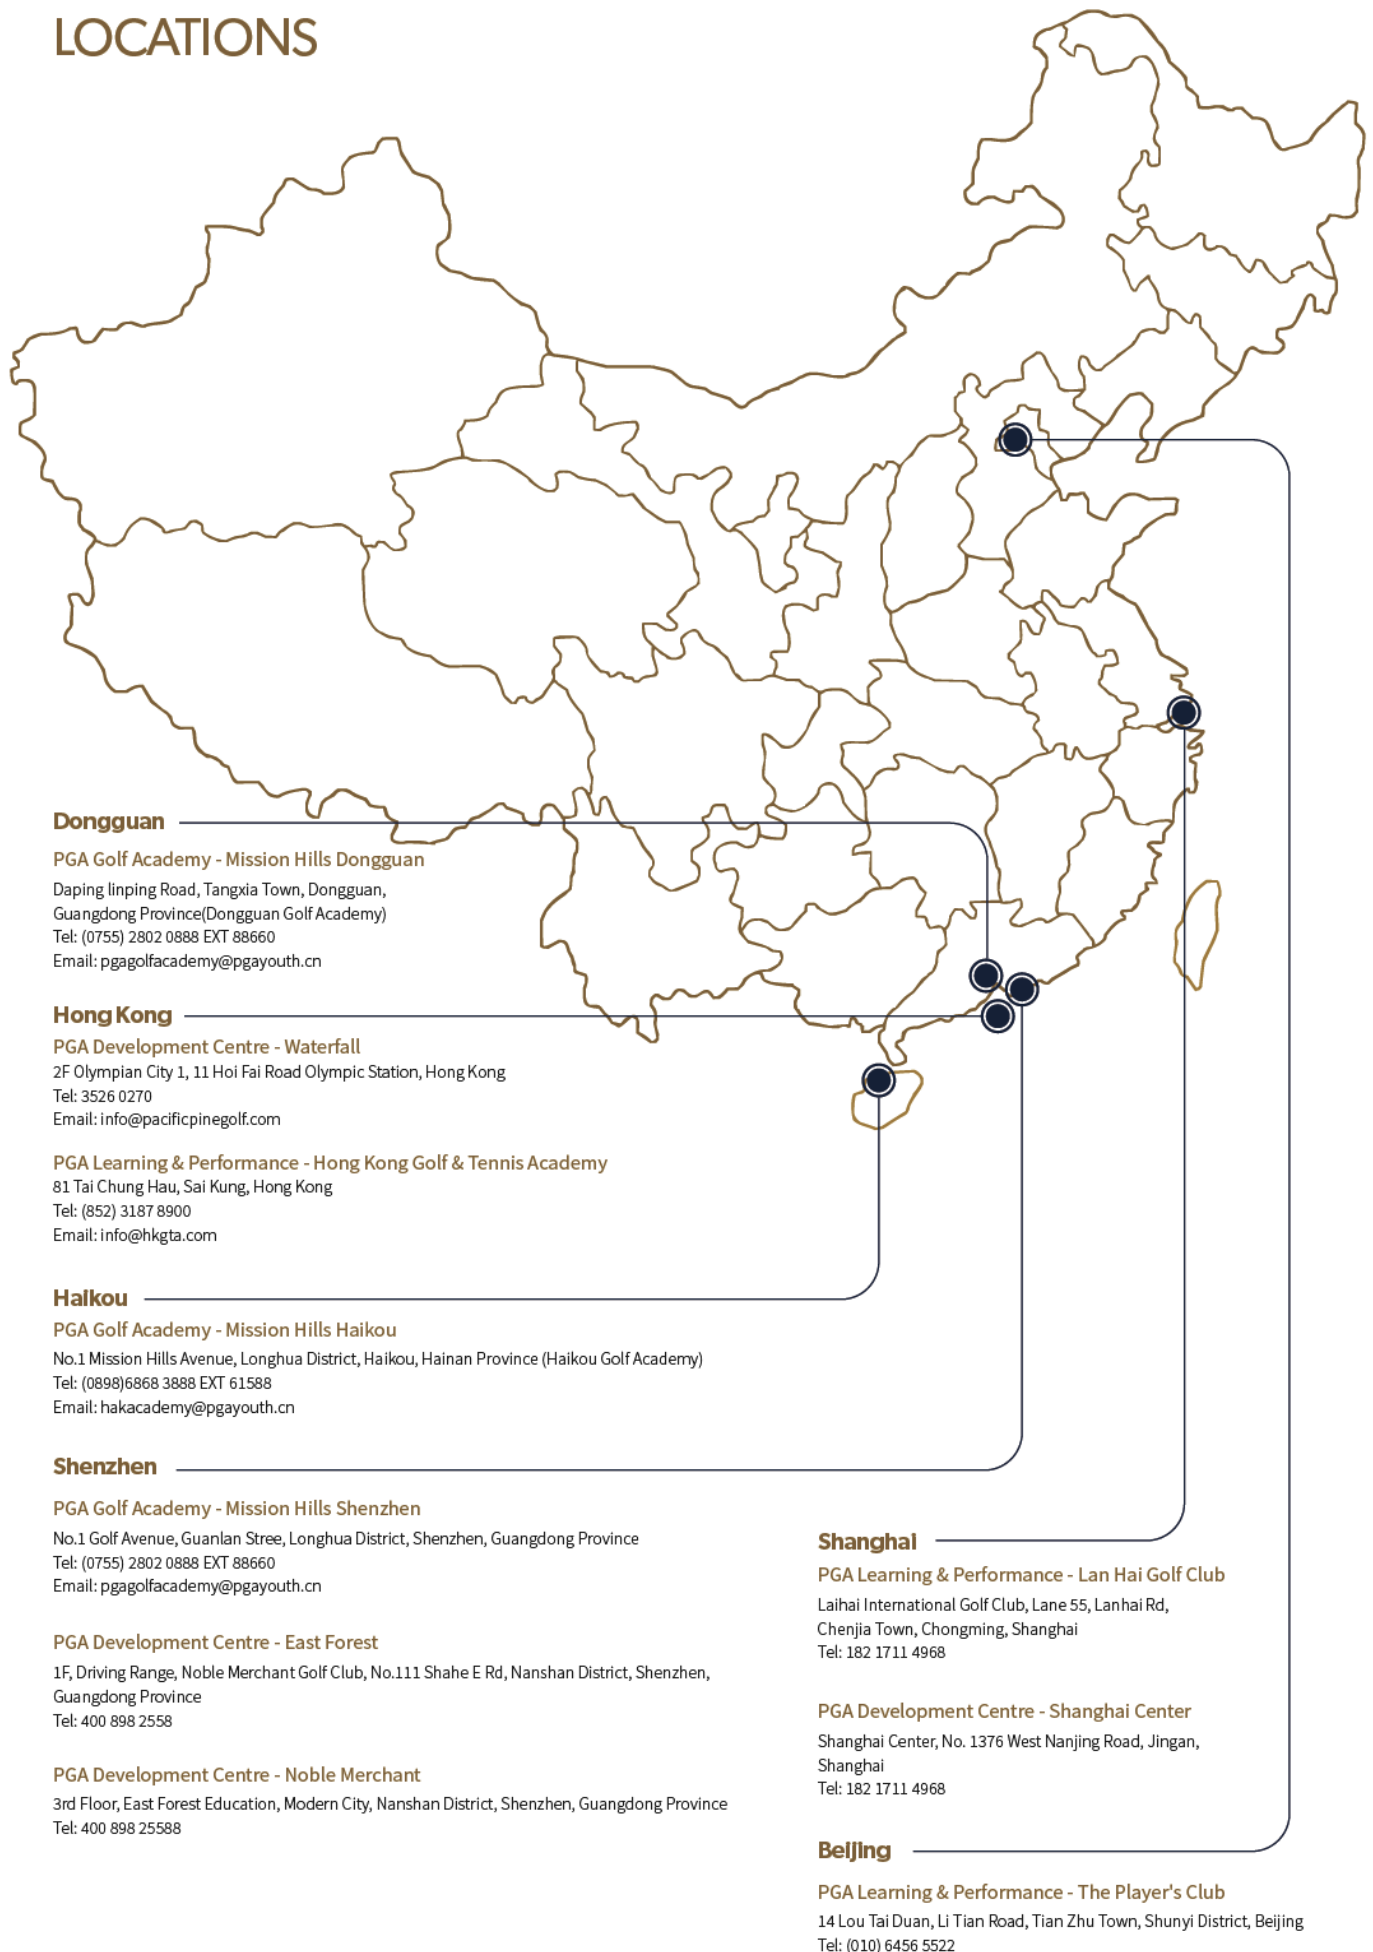 LOCATIONS
Dongguan
PGA Golf Academy - Mission Hills Dongguan
Daping linping Road, Tangxia Town, Dongguan,
Guangdong Province(Dongguan Golf Academy)
Tel: (0755) 2802 0888 EXT 88660
Email: pgagolfacademy@pgayouth.cn
Hong Kong
PGA Development Centre - Waterfall
2F Olympian City 1, 11 Hoi Fai Road Olympic Station, Hong Kong
Tel: 3526 0270
Email: info@pacificpinegolf.com
PGA Learning & Performance - Hong Kong Golf & Tennis Academy
81 Tai Chung Hau, Sai Kung, Hong Kong
Tel: (852) 3187 8900
Email: info@hkgta.com
Haikou
PGA Golf Academy - Mission Hills Haikou
No.1 Mission Hills Avenue, Longhua District, Haikou, Hainan Province (Haikou Golf Academy)
Tel: (0898)6868 3888 EXT 61588
Email: hakacademy@pgayouth.cn
Shenzhen
PGA Golf Academy - Mission Hills Shenzhen
No.1 Golf Avenue, Guanlan Stree, Longhua District, Shenzhen, Guangdong Province
Tel: (0755) 2802 0888 EXT 88660
Email: pgagolfacademy@pgayouth.cn
PGA Development Centre - East Forest
1F, Driving Range, Noble Merchant Golf Club, No.111 Shahe E Rd, Nanshan District, Shenzhen,
Guangdong Province
Tel: 400 898 2558
PGA Development Centre - Noble Merchant
3rd Floor, East Forest Education, Modern City, Nanshan District, Shenzhen, Guangdong Province
Tel: 400 898 25588
Shanghai
PGA Learning & Performance - Lan Hai Golf Club
Laihai International Golf Club, Lane 55, Lanhai Rd,
Chenjia Town, Chongming, Shanghai
Tel: 182 1711 4968
PGA Development Centre - Shanghai Center
Shanghai Center, No. 1376 West Nanjing Road, Jingan,
Shanghai
Tel: 182 1711 4968
Beijing
PGA Learning & Performance - The Player's Club
14 Lou Tai Duan, Li Tian Road, Tian Zhu Town, Shunyi District, Beijing
Tel: (010) 6456 5522